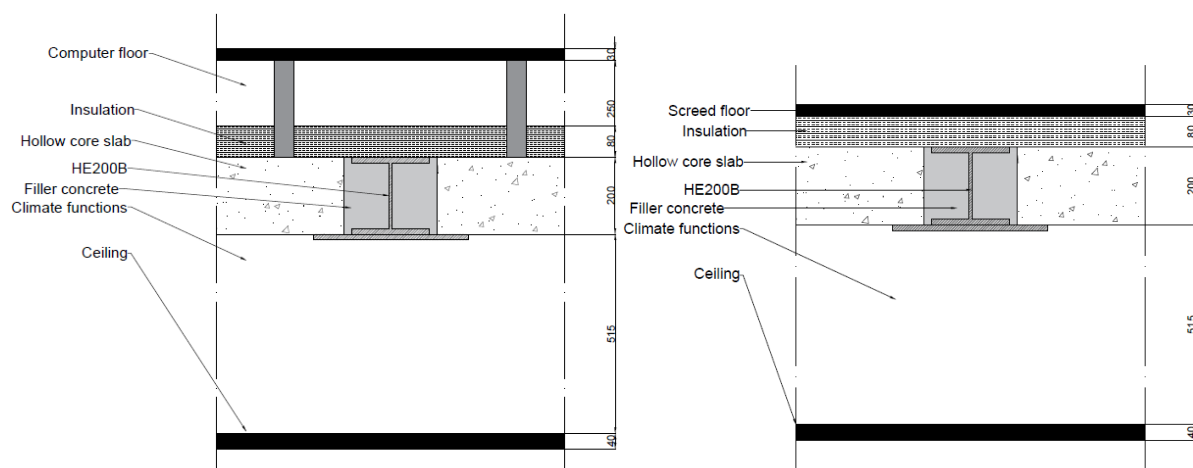 Computer floor
Insulation
Hollow core slab
HE200B
Filler concrete
Climate functions
Ceiling
30
250
80
200
515
40
Screed floor
Insulation
Hollow core slab
HE200B
Filler concrete
Climate functions
Ceiling
30
80
200
515
40